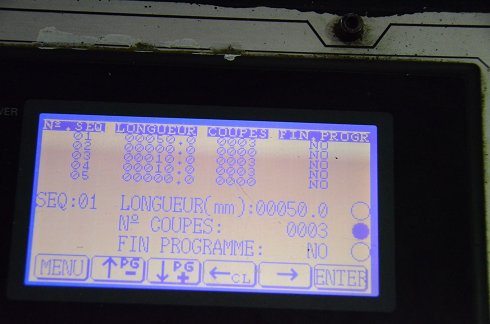 WER
Nº.SEQ LONGUEUR COUPES FIN.PROGR
01 00050.0 0003 NO
02 00000.0 0003 NO
03 00010.0 0003 NO
04 00010.0 0003 NO
05 00000.0 0003 NO
SEQ:01 LONGUEUR(mm):00050.0
Nº COUPES: 0003
FIN PROGRAMME: NO
MENU ↑PG- ↓PG+ ←CL → ENTER